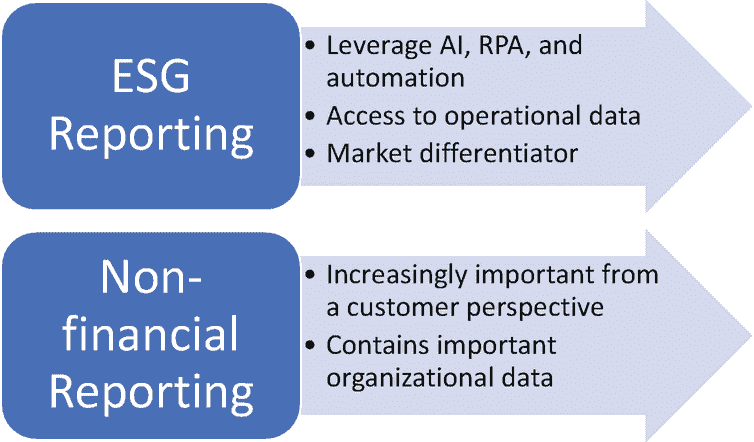 ESG
Reporting
• Leverage AI, RPA, and
automation
• Access to operational data
• Market differentiator
Non-
financial
Reporting
• Increasingly important from
a customer perspective
• Contains important
organizational data